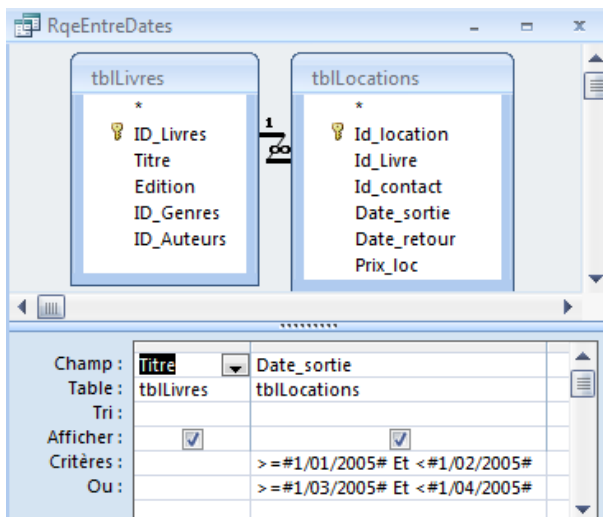 RqeEntreDates
tblLivres
*
ID_Livres
Titre
Edition
ID_Genres
ID_Auteurs
1
∞
tblLocations
*
Id_location
Id_Livre
Id_contact
Date_sortie
Date_retour
Prix_loc
Champ : Titre Date_sortie
Table : tblLivres tblLocations
Tri :
Afficher :
Critères : >=#1/01/2005# Et <#1/02/2005#
Ou : >=#1/03/2005# Et <#1/04/2005#